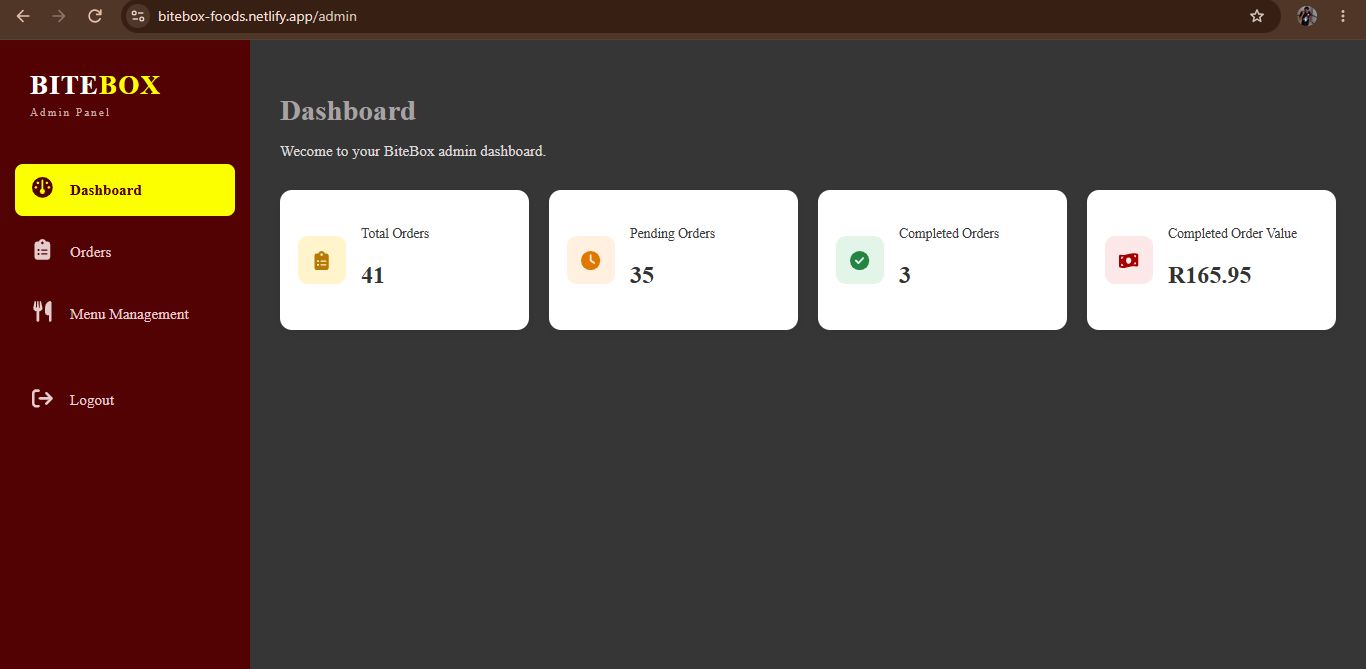 bitebox-foods.netlify.app/admin
BITEBOX
Admin Panel
Dashboard
Orders
Menu Management
Logout
Dashboard
Wecome to your BiteBox admin dashboard.
Total Orders
41
Pending Orders
35
Completed Orders
3
Completed Order Value
R165.95